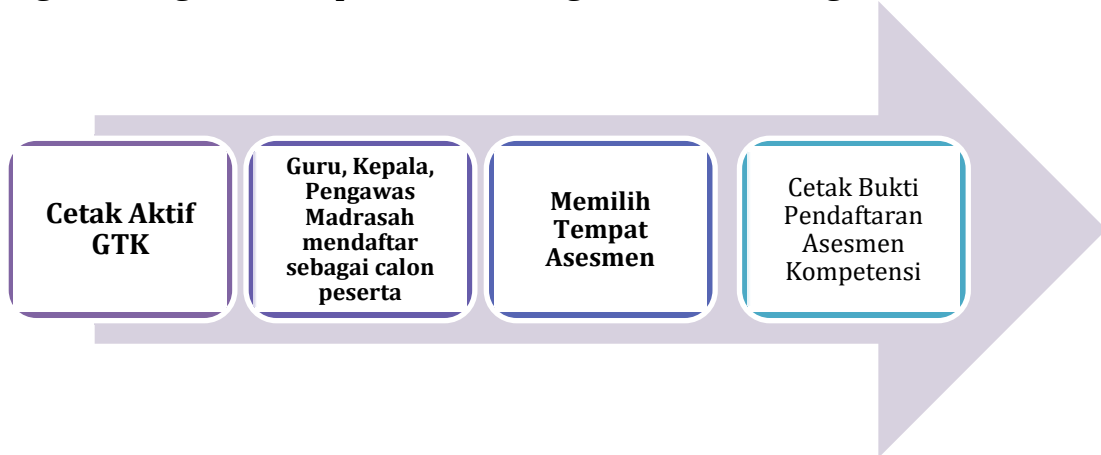 Cetak Aktif
GTK
Guru, Kepala,
Pengawas
Madrasah
mendaftar
sebagai calon
peserta
Memilih
Tempat
Asesmen
Cetak Bukti
Pendaftaran
Asesmen
Kompetensi